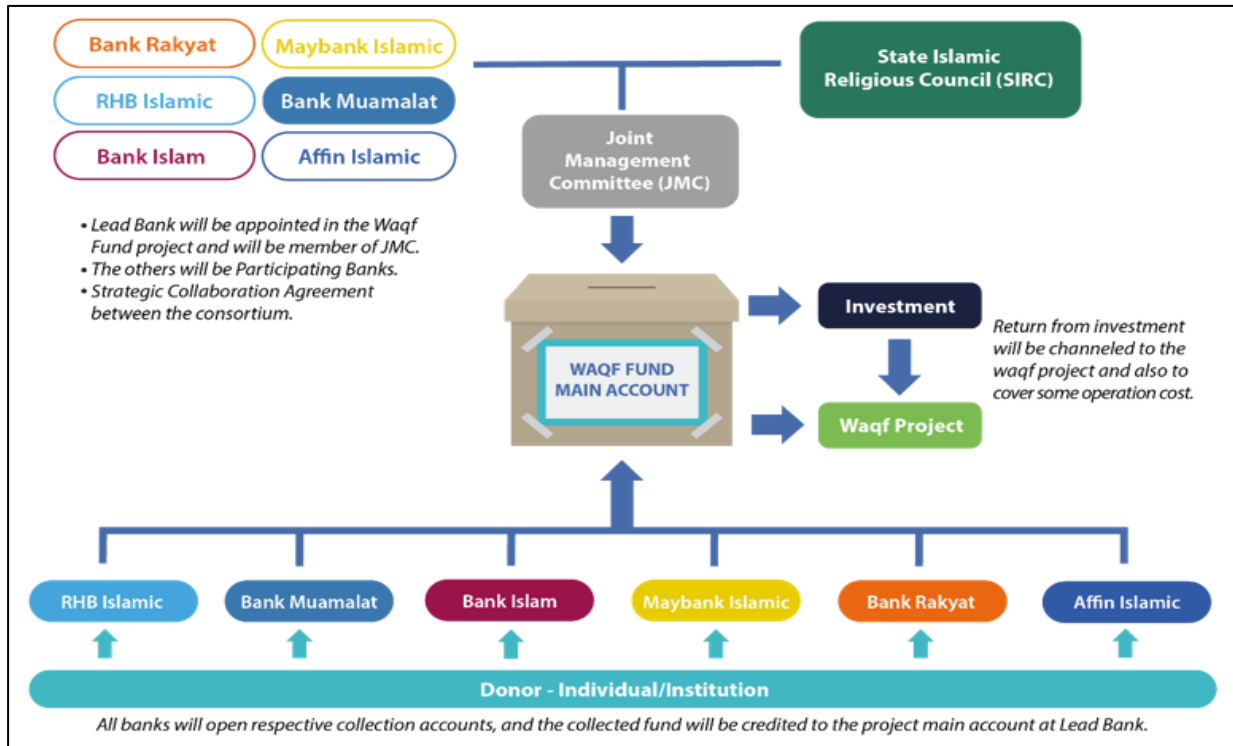 Bank Rakyat
Maybank Islamic
RHB Islamic
Bank Muamalat
Bank Islam
Affin Islamic
State Islamic
Religious Council (SIRC)
Joint
Management
Committee (JMC)
• Lead Bank will be appointed in the Waqf
Fund project and will be member of JMC.
• The others will be Participating Banks.
• Strategic Collaboration Agreement
between the consortium.
WAQF FUND
MAIN ACCOUNT
Investment
Waqf Project
Return from investment
will be channeled to the
waqf project and also to
cover some operation cost.
RHB Islamic
Bank Muamalat
Bank Islam
Maybank Islamic
Bank Rakyat
Affin Islamic
Donor - Individual/Institution
All banks will open respective collection accounts, and the collected fund will be credited to the project main account at Lead Bank.